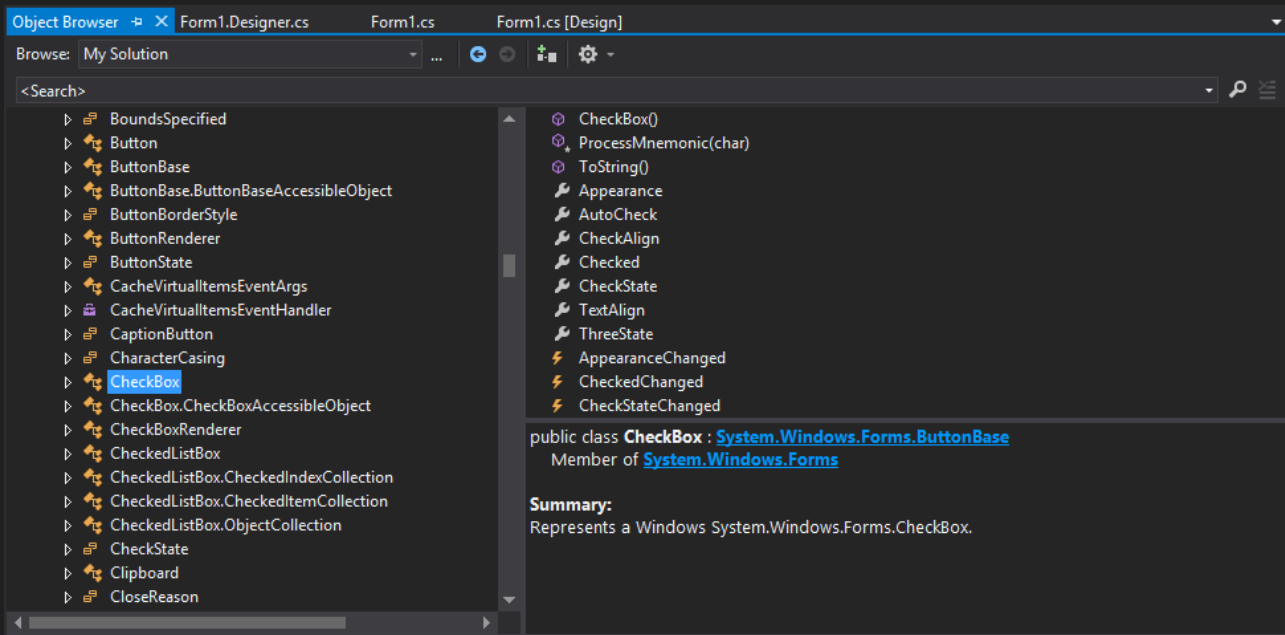 Object Browser Form1.Designer.cs Form1.cs Form1.cs [Design]
Browse: My Solution ...
<Search>
BoundsSpecified
Button
ButtonBase
ButtonBase.ButtonBaseAccessibleObject
ButtonBorderStyle
ButtonRenderer
ButtonState
CacheVirtualItemsEventArgs
CacheVirtualItemsEventHandler
CaptionButton
CharacterCasing
CheckBox
CheckBox.CheckBoxAccessibleObject
CheckBoxRenderer
CheckedListBox
CheckedListBox.CheckedIndexCollection
CheckedListBox.CheckedItemCollection
CheckedListBox.ObjectCollection
CheckState
Clipboard
CloseReason
CheckBox()
ProcessMnemonic(char)
ToString()
Appearance
AutoCheck
CheckAlign
Checked
CheckState
TextAlign
ThreeState
AppearanceChanged
CheckedChanged
CheckStateChanged
public class CheckBox : System.Windows.Forms.ButtonBase
Member of System.Windows.Forms
Summary:
Represents a Windows System.Windows.Forms.CheckBox.